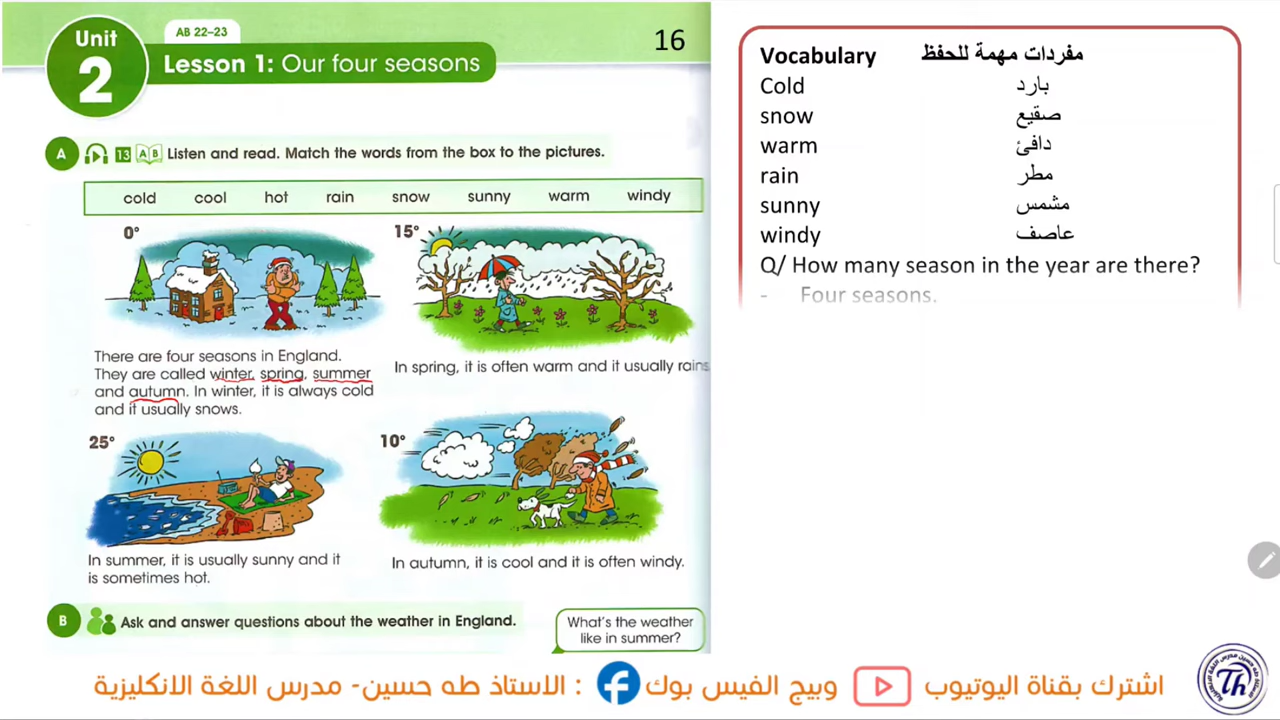 Unit
2
AB 22–23
Lesson 1: Our four seasons
16
A 13 AB Listen and read. Match the words from the box to the pictures.
cold cool hot rain snow sunny warm windy
0°
15°
There are four seasons in England.
They are called winter, spring, summer
and autumn. In winter, it is always cold
and it usually snows.
In spring, it is often warm and it usually rains
25°
10°
In summer, it is usually sunny and it
is sometimes hot.
In autumn, it is cool and it is often windy.
B Ask and answer questions about the weather in England.
What's the weather
like in summer?
Vocabulary مفردات مهمة للحفظ
Cold بارد
snow صقيع
warm دافئ
rain مطر
sunny مشمس
windy عاصف
Q/ How many season in the year are there?
- Four seasons.
اشترك بقناة اليوتيوب وبيج الفيس بوك : الاستاذ طه حسين- مدرس اللغة الانكليزية
Th